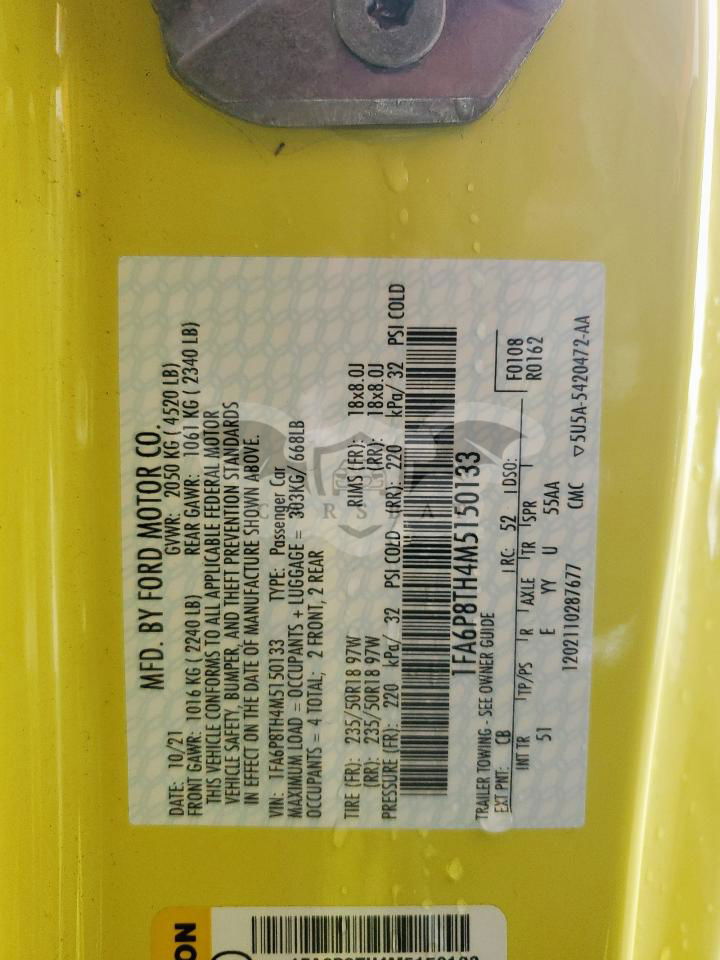 MFD. BY FORD MOTOR CO.
DATE: 10/21 GVWR: 2050 KG ( 4520 LB)
FRONT GAWR: 1016 KG ( 2240 LB) REAR GAWR: 1061 KG ( 2340 LB)
THIS VEHICLE CONFORMS TO ALL APPLICABLE FEDERAL MOTOR
VEHICLE SAFETY, BUMPER, AND THEFT PREVENTION STANDARDS
IN EFFECT ON THE DATE OF MANUFACTURE SHOWN ABOVE.
VIN: 1FA6P8TH4M5150133 TYPE: Passenger Car
MAXIMUM LOAD = OCCUPANTS + LUGGAGE = 303KG/ 668LB
OCCUPANTS = 4 TOTAL; 2 FRONT, 2 REAR
TIRE (FR): 235/50R18 97W RIMS (FR): 18x8.0J
(RR): 235/50R18 97W (RR): 18x8.0J
PRESSURE (FR): 220 kPa/ 32 PSI COLD (RR): 220 kPa/ 32 PSI COLD
1FA6P8TH4M5150133
TRAILER TOWING - SEE OWNER GUIDE
F0108
R0162
EXT PNT: CB RC: 52 DSO:
INT TR TP/PS R AXLE TR SPR
51 E YY U 55AA
1202110287677 CMC ▽5U5A-5420472-AA
ON